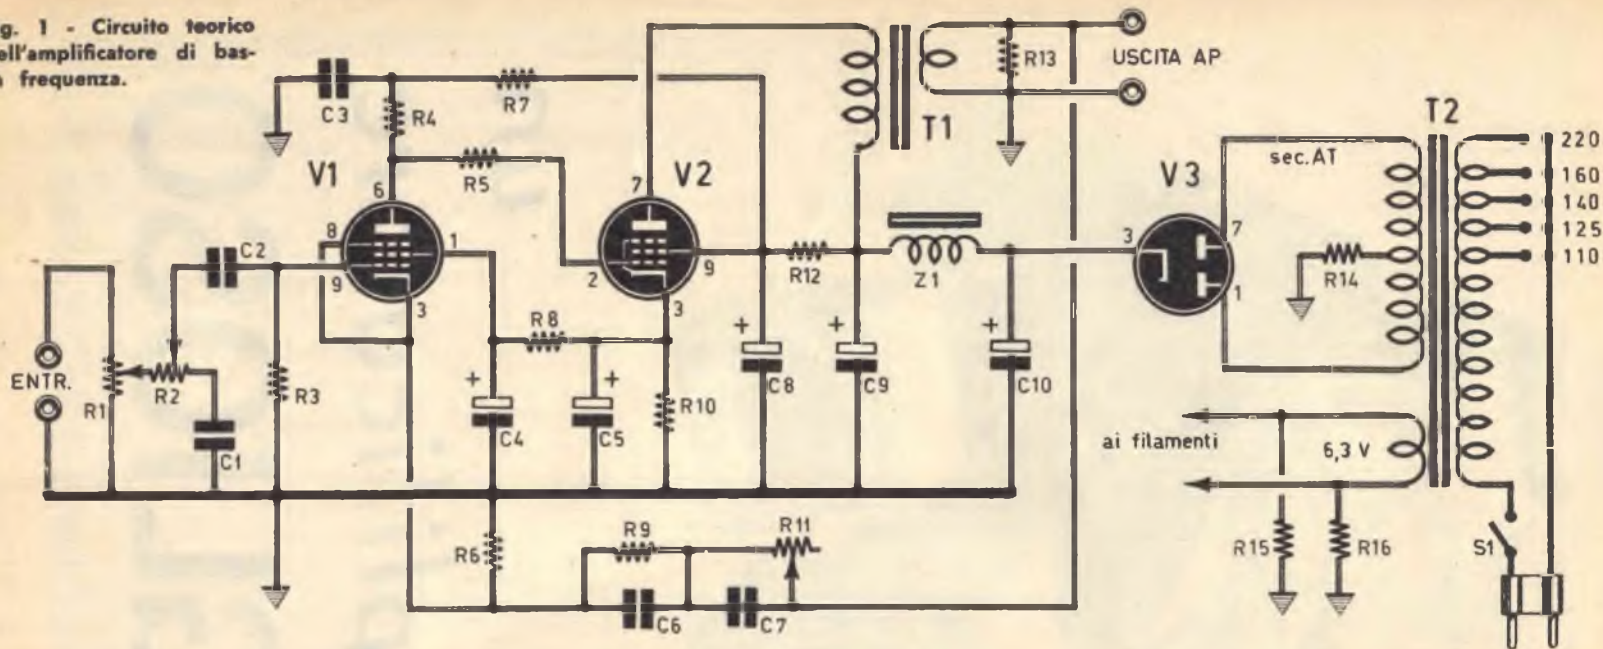 g. 1 - Circuito teorico
ell'amplificatore di bas-
a frequenza.
C3
R4
R7
R5
V1
6
8
9
1
3
C2
ENTR.
R1
R2
C1
R3
R8
+
C4
+
C5
R10
V2
7
2
9
3
R12
+
C8
+
C9
Z1
+
C10
T1
R13
USCITA AP
V3
3
7
1
sec.AT
R14
T2
220
160
140
125
110
ai filamenti
6,3 V
R15
R16
S1
R6
R9
R11
C6
C7